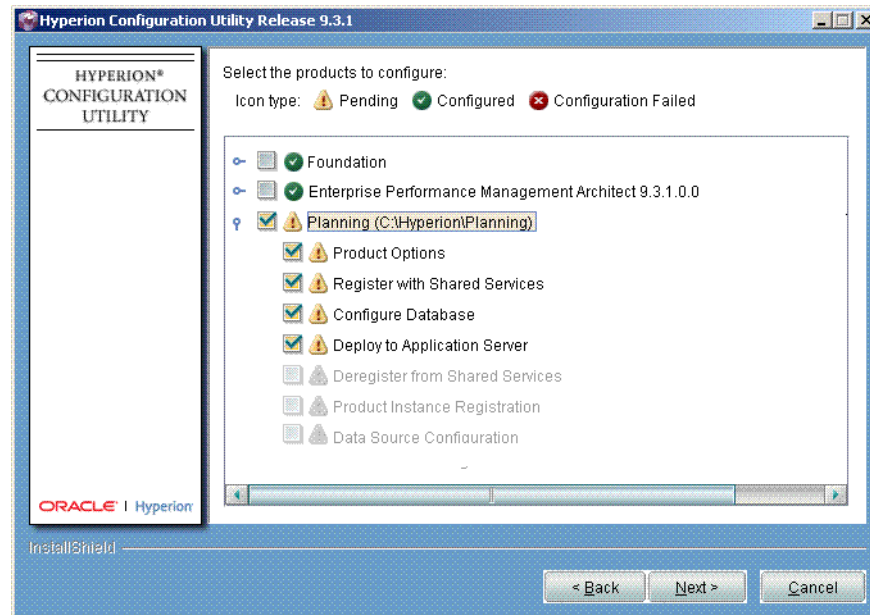 Hyperion Configuration Utility Release 9.3.1
HYPERION®
CONFIGURATION
UTILITY
Select the products to configure:
Icon type: Pending Configured Configuration Failed
Foundation
Enterprise Performance Management Architect 9.3.1.0.0
Planning (C:\Hyperion\Planning)
Product Options
Register with Shared Services
Configure Database
Deploy to Application Server
Deregister from Shared Services
Product Instance Registration
Data Source Configuration
ORACLE® | Hyperion
InstallShield
< Back Next > Cancel